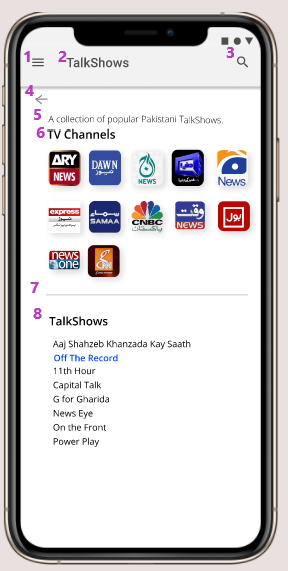 1 2 TalkShows 3
4
5 A collection of popular Pakistani TalkShows.
6 TV Channels
ARY NEWS
DAWN نیوز
NEWS
News
express نیوز
سماء SAMAA
CNBC پاکستان
وقت NEWS
بول
news one
CNN
7
8 TalkShows
Aaj Shahzeb Khanzada Kay Saath
Off The Record
11th Hour
Capital Talk
G for Gharida
News Eye
On the Front
Power Play